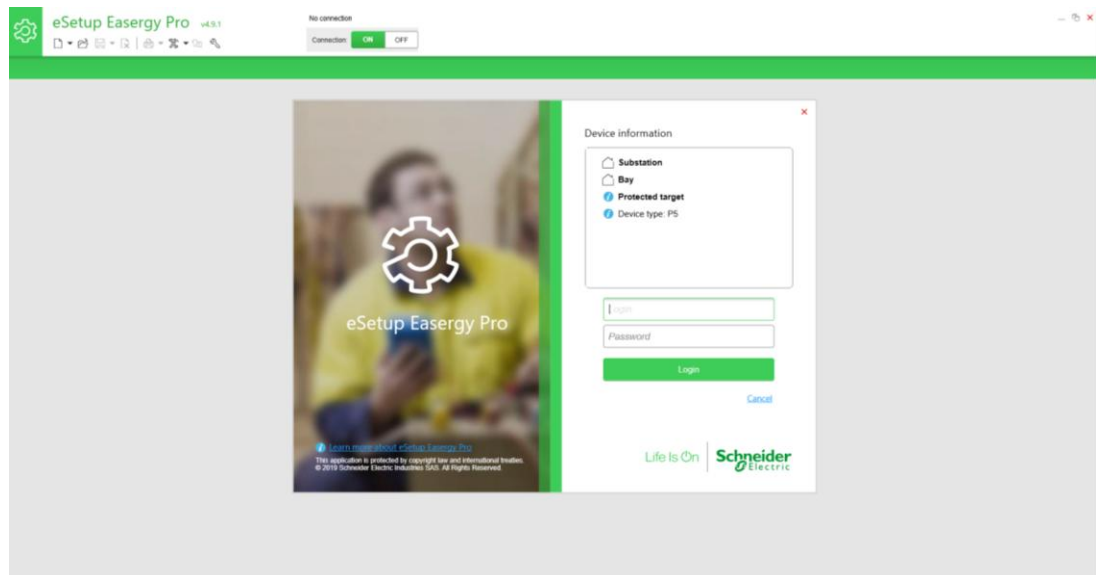 eSetup Easergy Pro v4.9.1
No connection
Connection: ON OFF
Device information
Substation
Bay
Protected target
Device type: P5
Login
Password
Login
Cancel
eSetup Easergy Pro
Learn more about eSetup Easergy Pro
This application is protected by copyright law and international treaties.
© 2019 Schneider Electric Industries SAS. All Rights Reserved.
Life Is On
Schneider
Electric